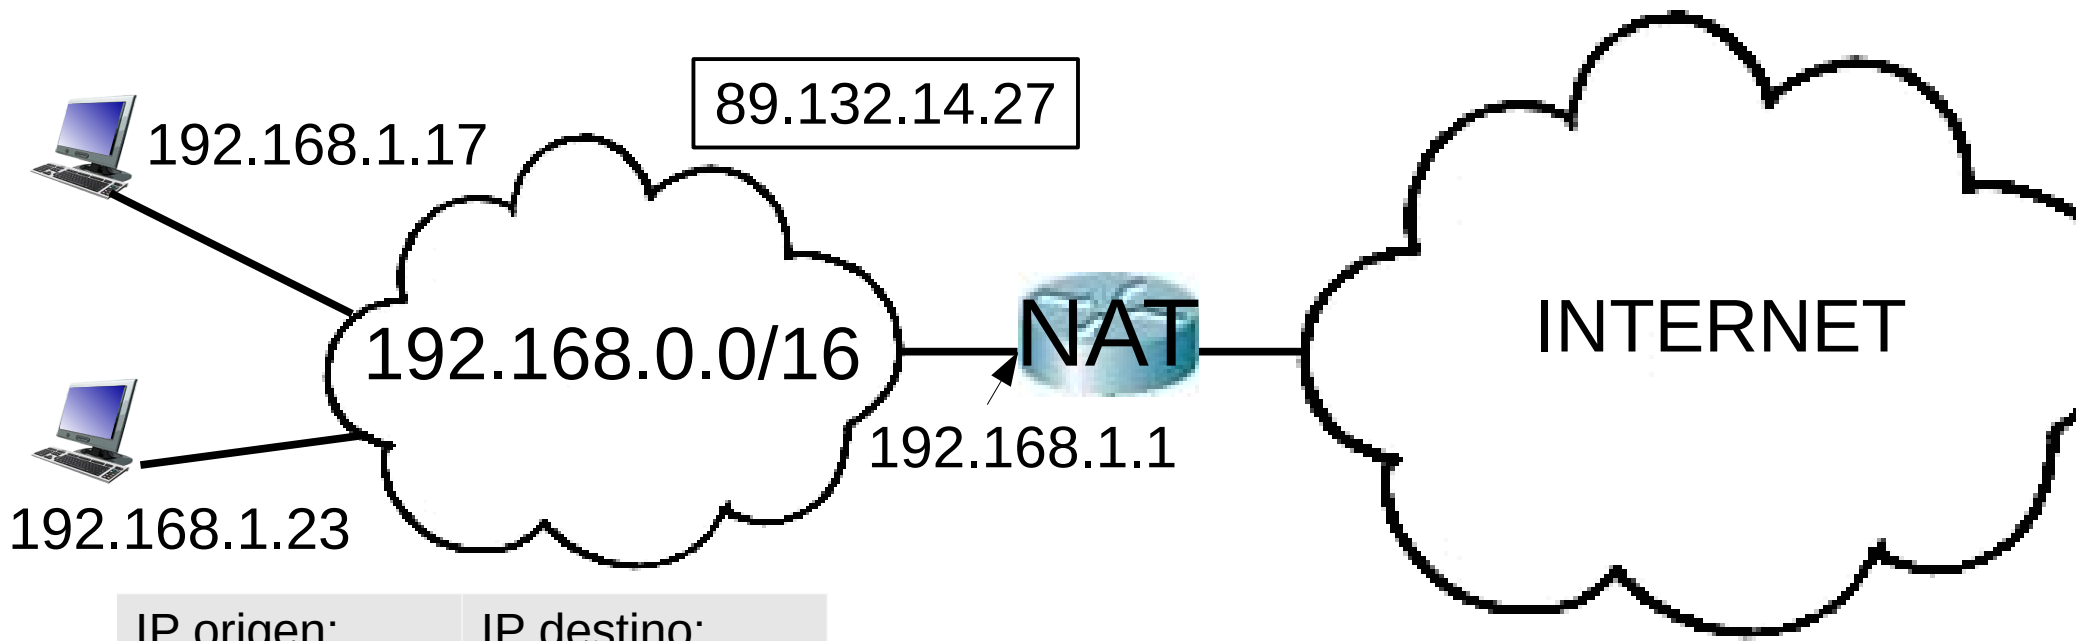 89.132.14.27
192.168.1.17
192.168.0.0/16
NAT
INTERNET
192.168.1.1
192.168.1.23
IP origen:
IP destino: